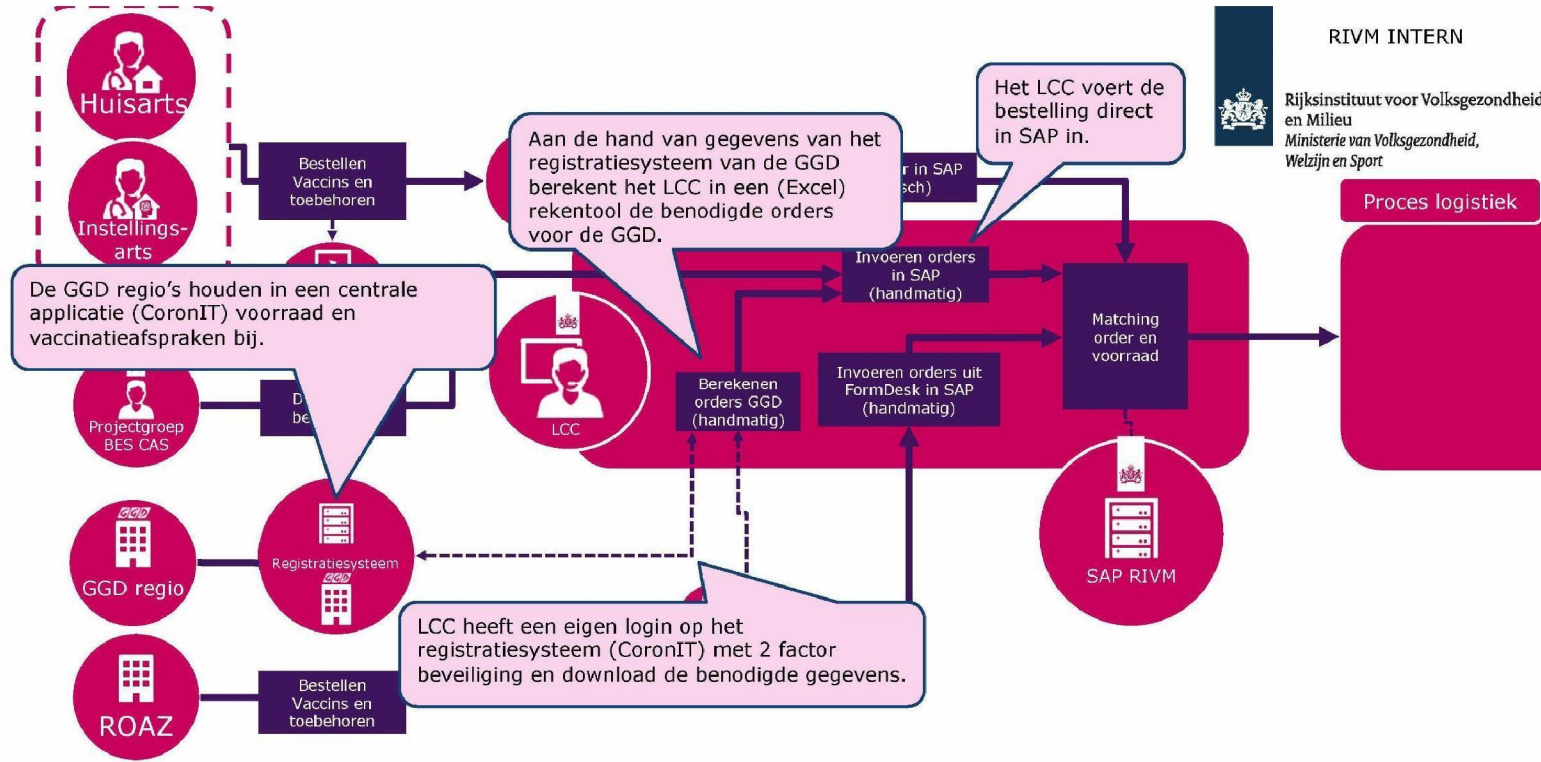 RIVM INTERN
Rijksinstituut voor Volksgezondheid
en Milieu
Ministerie van Volksgezondheid,
Welzijn en Sport
Huisarts
Instellings-
arts
Bestellen
Vaccins en
toebehoren
Aan de hand van gegevens van het
registratiesysteem van de GGD
berekent het LCC in een (Excel)
rekentool de benodigde orders
voor de GGD.
Het LCC voert de
bestelling direct
in SAP in.
in SAP
Proces logistiek
De GGD regio's houden in een centrale
applicatie (CoronIT) voorraad en
vaccinatieafspraken bij.
Invoeren orders
in SAP
(handmatig)
Matching
order en
voorraad
LCC
Berekenen
orders GGD
(handmatig)
Invoeren orders uit
FormDesk in SAP
(handmatig)
Projectgroep
BES CAS
GGD
GGD regio
Registratiesysteem
GGD
SAP RIVM
LCC heeft een eigen login op het
registratiesysteem (CoronIT) met 2 factor
beveiliging en download de benodigde gegevens.
ROAZ
Bestellen
Vaccins en
toebehoren